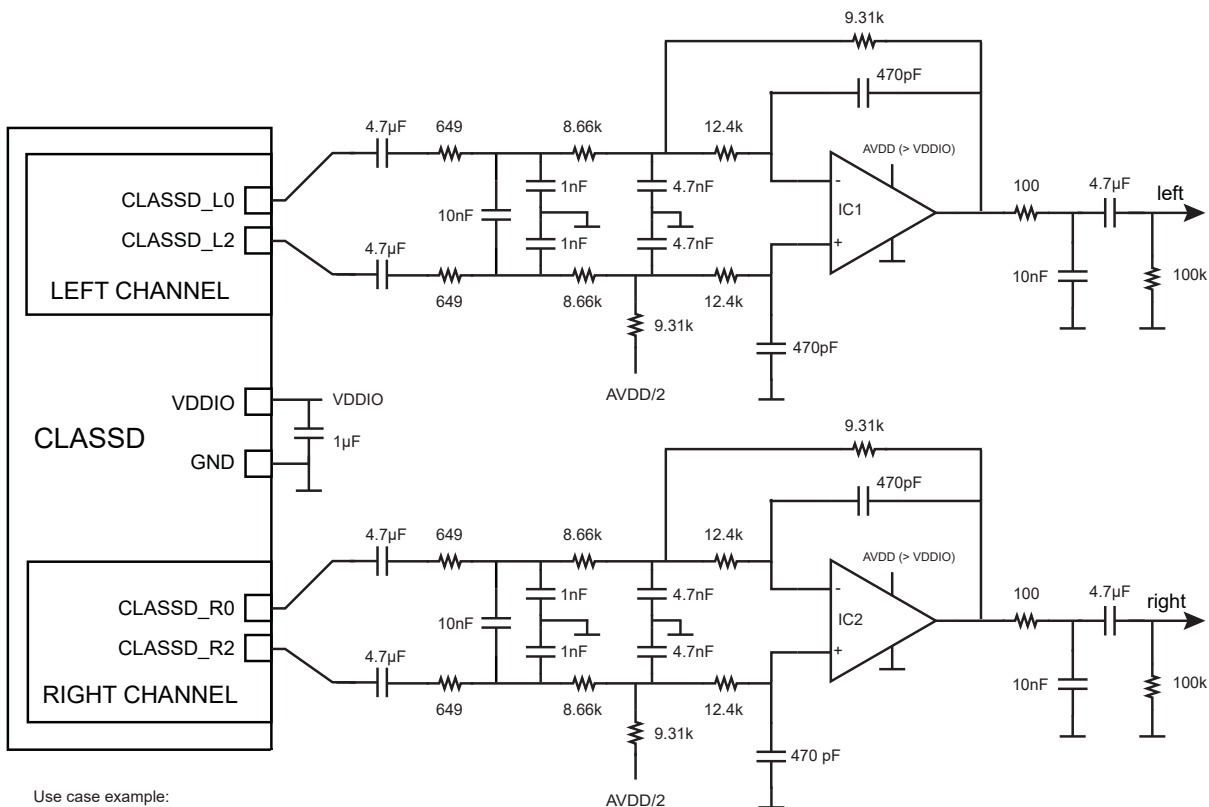 9.31k
470pF
4.7µF
649
8.66k
12.4k
AVDD (> VDDIO)
CLASSD_L0
1nF
4.7nF
-
100
4.7µF
left
10nF
IC1
CLASSD_L2
4.7µF
1nF
4.7nF
+
LEFT CHANNEL
10nF
100k
649
8.66k
12.4k
9.31k
470pF
AVDD/2
VDDIO
VDDIO
CLASSD
1µF
GND
9.31k
470pF
4.7µF
649
8.66k
12.4k
AVDD (> VDDIO)
CLASSD_R0
1nF
4.7nF
-
100
4.7µF
right
10nF
IC2
CLASSD_R2
4.7µF
1nF
4.7nF
+
RIGHT CHANNEL
10nF
100k
649
8.66k
12.4k
9.31k
470 pF
Use case example:
AVDD/2